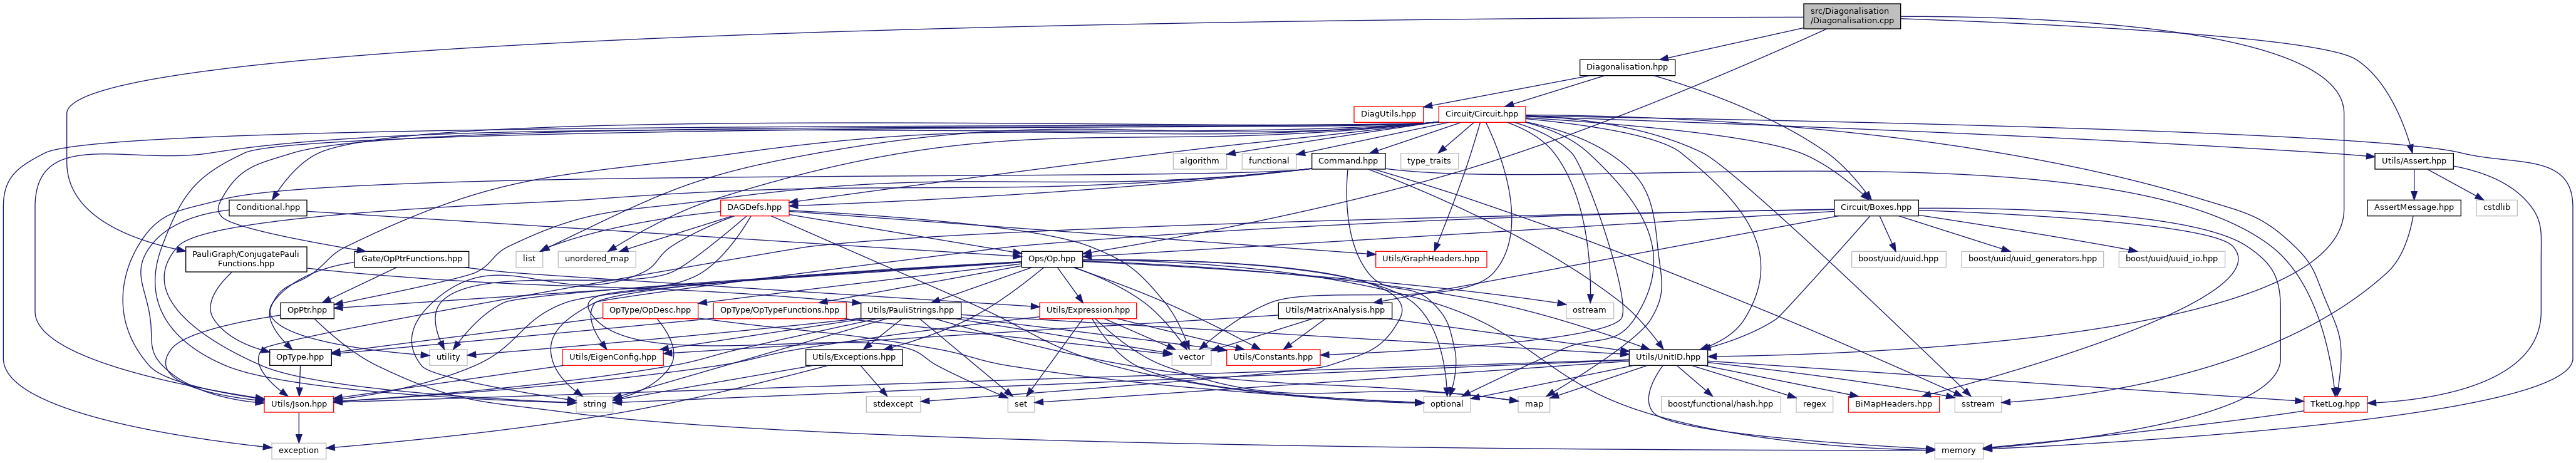 src/Diagonalisation
/Diagonalisation.cpp
Diagonalisation.hpp
DiagUtils.hpp
Circuit/Circuit.hpp
algorithm
functional
Command.hpp
type_traits
Utils/Assert.hpp
Conditional.hpp
DAGDefs.hpp
Circuit/Boxes.hpp
AssertMessage.hpp
cstdlib
PauliGraph/ConjugatePauli
Functions.hpp
Gate/OpPtrFunctions.hpp
list
unordered_map
Ops/Op.hpp
Utils/GraphHeaders.hpp
boost/uuid/uuid.hpp
boost/uuid/uuid_generators.hpp
boost/uuid/uuid_io.hpp
OpPtr.hpp
OpType/OpDesc.hpp
OpType/OpTypeFunctions.hpp
Utils/PauliStrings.hpp
Utils/Expression.hpp
Utils/MatrixAnalysis.hpp
ostream
OpType.hpp
utility
Utils/EigenConfig.hpp
Utils/Exceptions.hpp
vector
Utils/Constants.hpp
Utils/UnitID.hpp
Utils/Json.hpp
string
stdexcept
set
optional
map
boost/functional/hash.hpp
regex
BiMapHeaders.hpp
sstream
TketLog.hpp
exception
memory